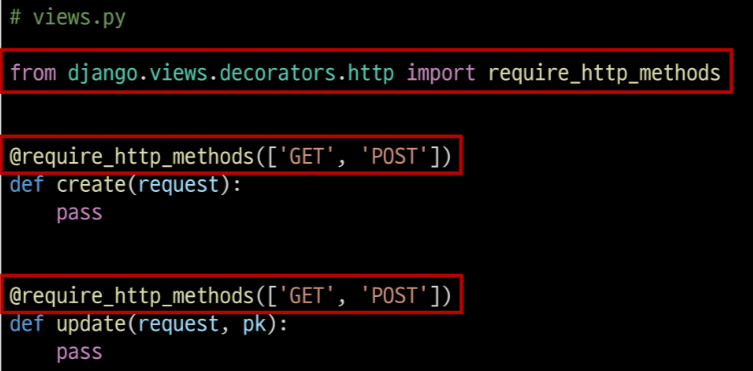 # views.py
from django.views.decorators.http import require_http_methods
@require_http_methods(['GET', 'POST'])
def create(request):
    pass
@require_http_methods(['GET', 'POST'])
def update(request, pk):
    pass